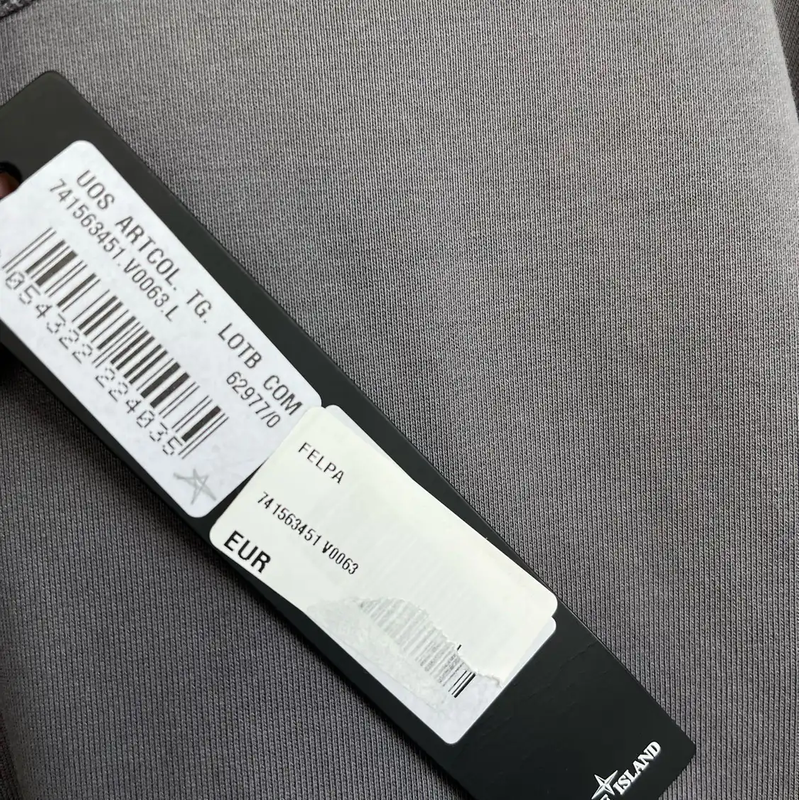 UOS ARTCOL. TG. LOTB COM
741563451.V0063.L
62977/0
054322 224035
FELPA
741563451 V0063
EUR
ISLAND